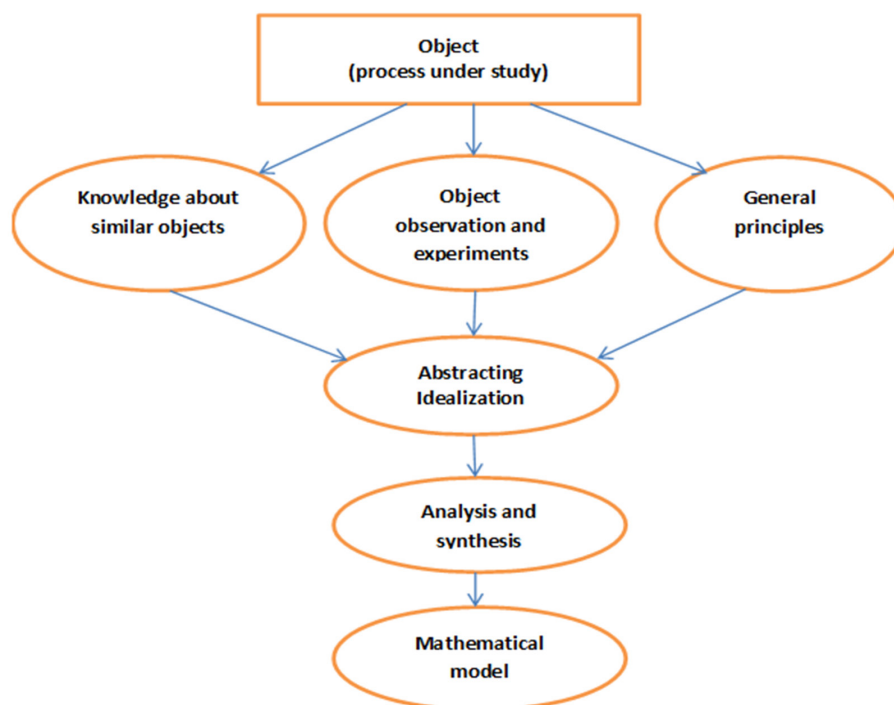 Object
(process under study)
Knowledge about
similar objects
Object
observation and
experiments
General
principles
Abstracting
Idealization
Analysis and
synthesis
Mathematical
model